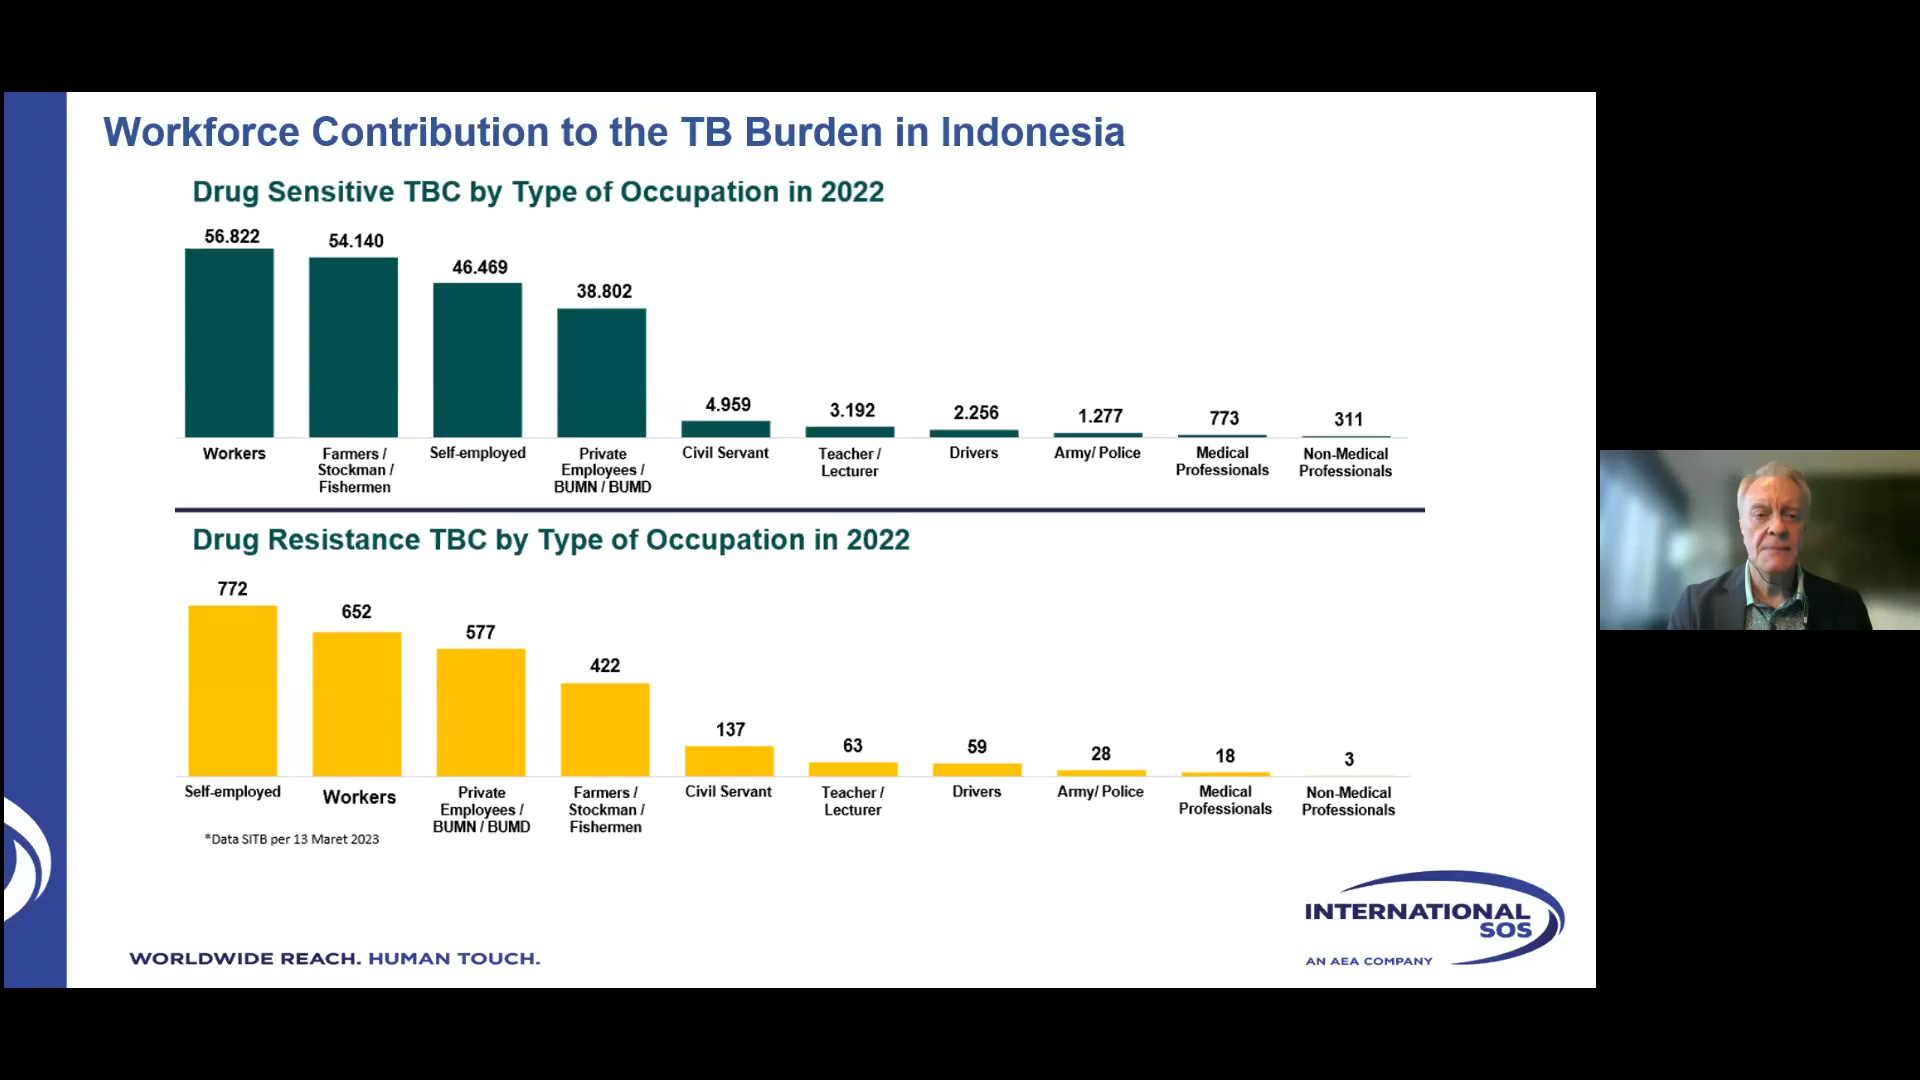 Workforce Contribution to the TB Burden in Indonesia
Drug Sensitive TBC by Type of Occupation in 2022
56.822
54.140
46.469
38.802
4.959
3.192
2.256
1.277
773
311
Workers
Farmers /
Stockman /
Fishermen
Self-employed
Private
Employees /
BUMN / BUMD
Civil Servant
Teacher /
Lecturer
Drivers
Army/ Police
Medical
Professionals
Non-Medical
Professionals
Drug Resistance TBC by Type of Occupation in 2022
772
652
577
422
137
63
59
28
18
3
Self-employed
Workers
Private
Employees /
BUMN / BUMD
Farmers /
Stockman /
Fishermen
Civil Servant
Teacher /
Lecturer
Drivers
Army/ Police
Medical
Professionals
Non-Medical
Professionals
*Data SITB per 13 Maret 2023
WORLDWIDE REACH. HUMAN TOUCH.
INTERNATIONAL
SOS
AN AEA COMPANY